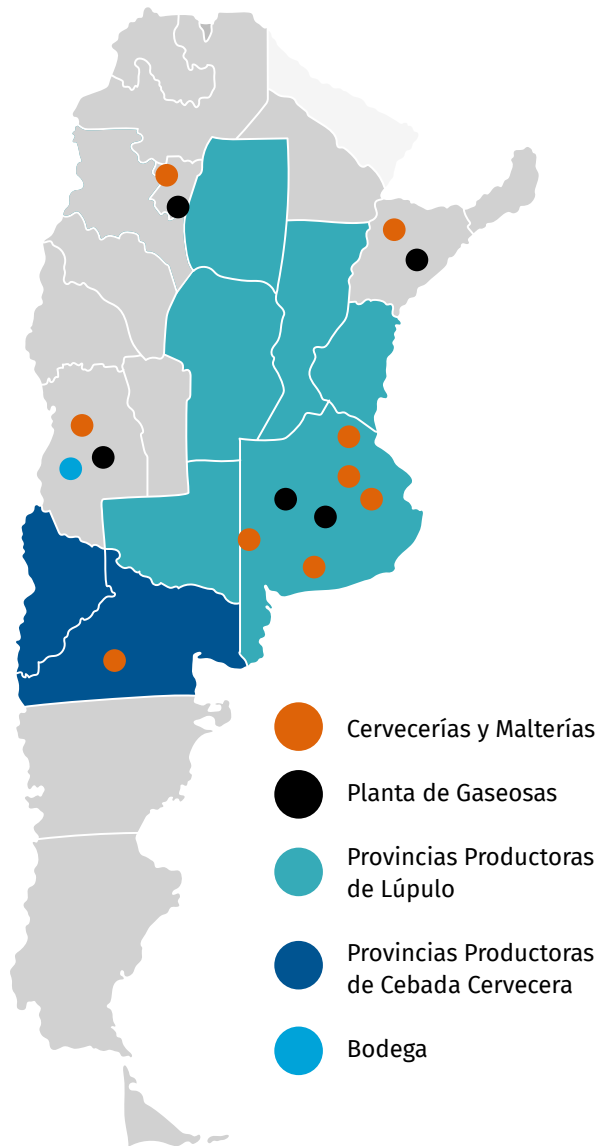 Cervecerías y Malterías
Planta de Gaseosas
Provincias Productoras
de Lúpulo
Provincias Productoras
de Cebada Cervecera
Bodega